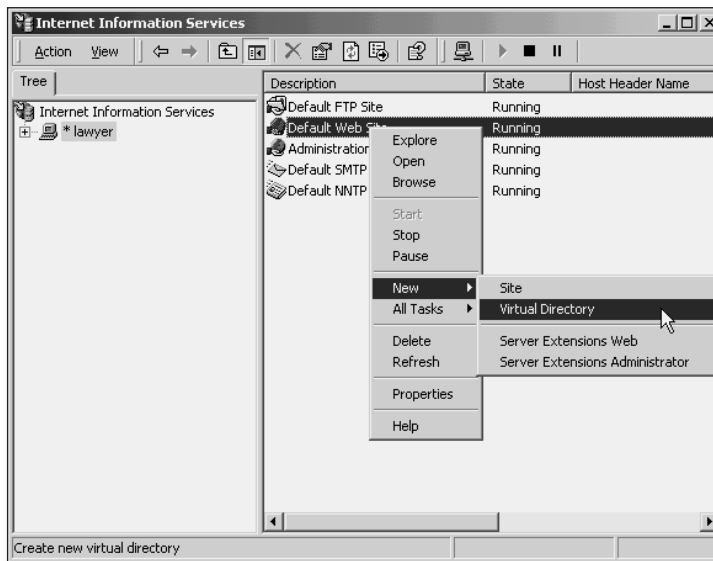 Internet Information Services
Action View
Tree
Internet Information Services
* lawyer
Description State Host Header Name
Default FTP Site Running
Default Web Site Running
Administration Running
Default SMTP Running
Default NNTP Running
Explore
Open
Browse
Start
Stop
Pause
New
All Tasks
Delete
Refresh
Properties
Help
Site
Virtual Directory
Server Extensions Web
Server Extensions Administrator
Create new virtual directory